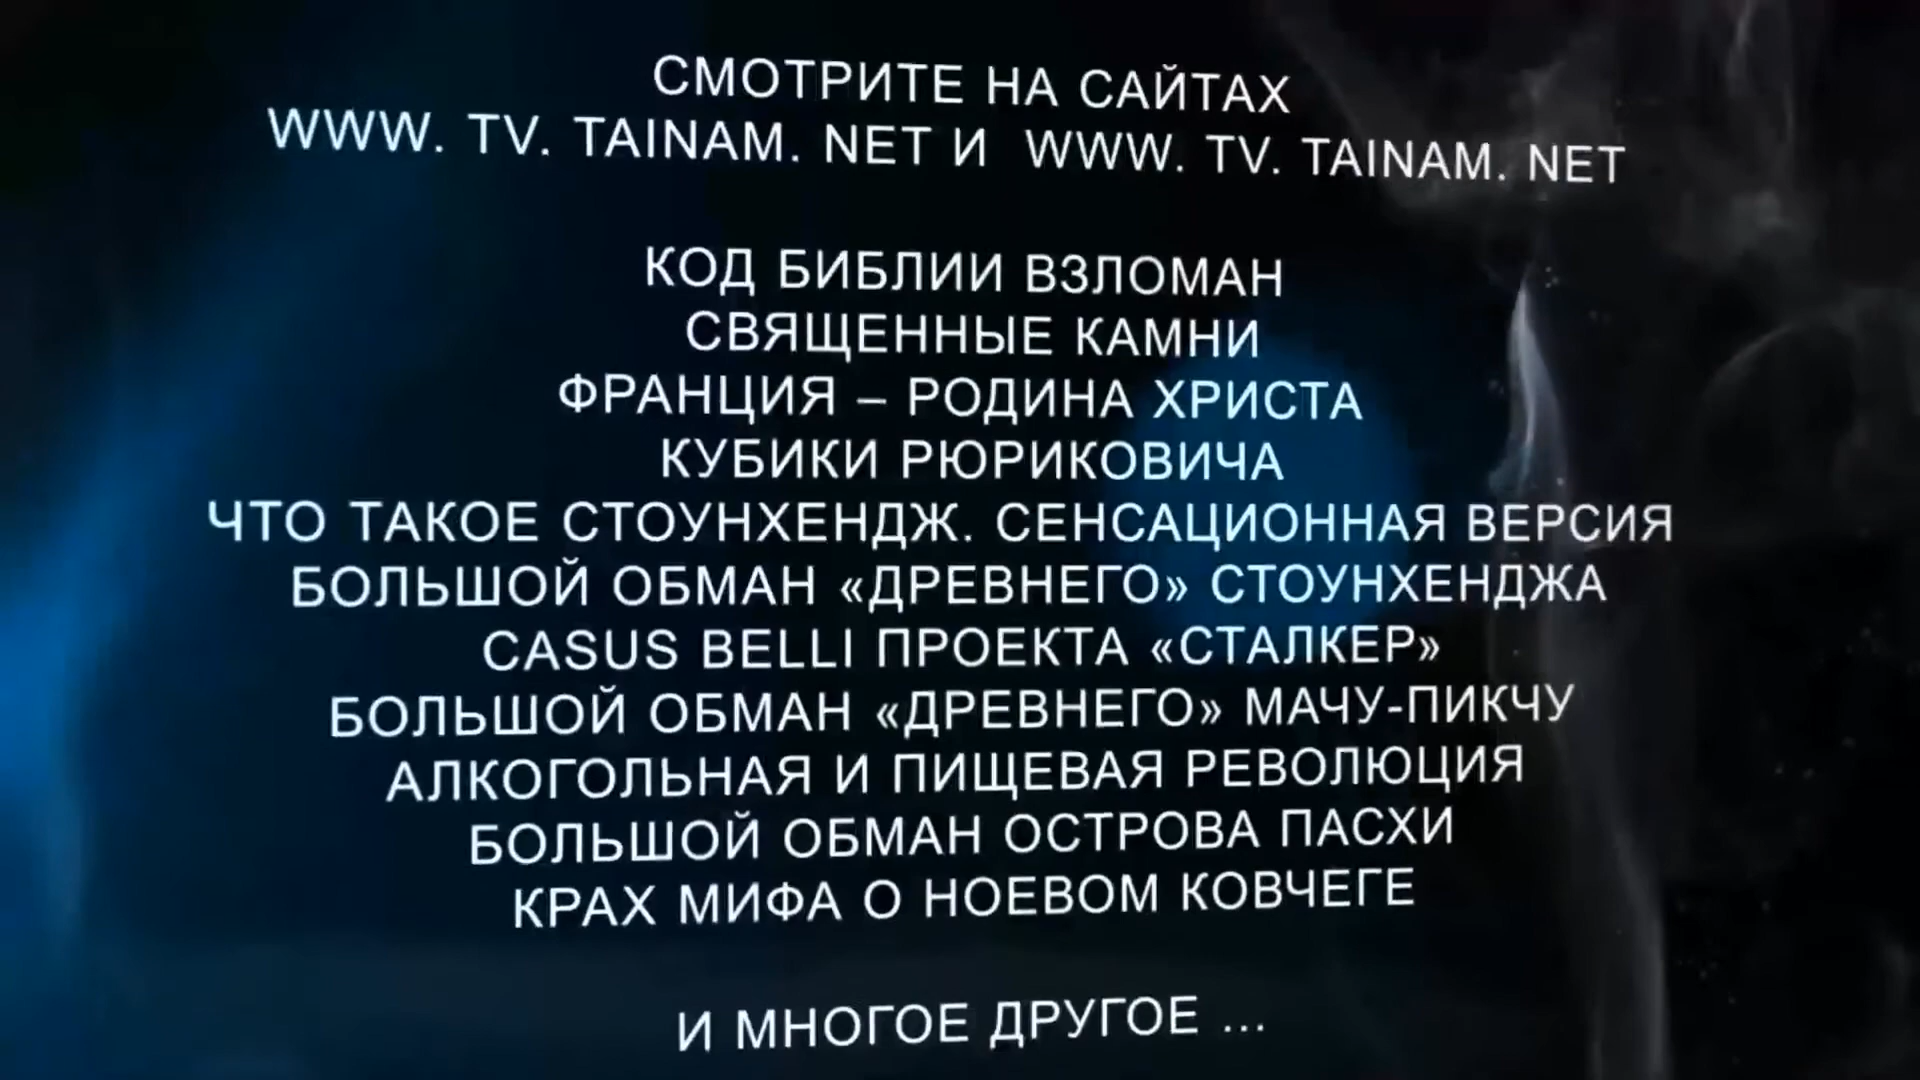 СМОТРИТЕ НА САЙТАХ
WWW. TV. TAINAM. NET И WWW. TV. TAINAM. NET
КОД БИБЛИИ ВЗЛОМАН
СВЯЩЕННЫЕ КАМНИ
ФРАНЦИЯ – РОДИНА ХРИСТА
КУБИКИ РЮРИКОВИЧА
ЧТО ТАКОЕ СТОУНХЕНДЖ. СЕНСАЦИОННАЯ ВЕРСИЯ
БОЛЬШОЙ ОБМАН «ДРЕВНЕГО» СТОУНХЕНДЖА
CASUS BELLI ПРОЕКТА «СТАЛКЕР»
БОЛЬШОЙ ОБМАН «ДРЕВНЕГО» МАЧУ-ПИКЧУ
АЛКОГОЛЬНАЯ И ПИЩЕВАЯ РЕВОЛЮЦИЯ
БОЛЬШОЙ ОБМАН ОСТРОВА ПАСХИ
КРАХ МИФА О НОЕВОМ КОВЧЕГЕ
И МНОГОЕ ДРУГОЕ ...